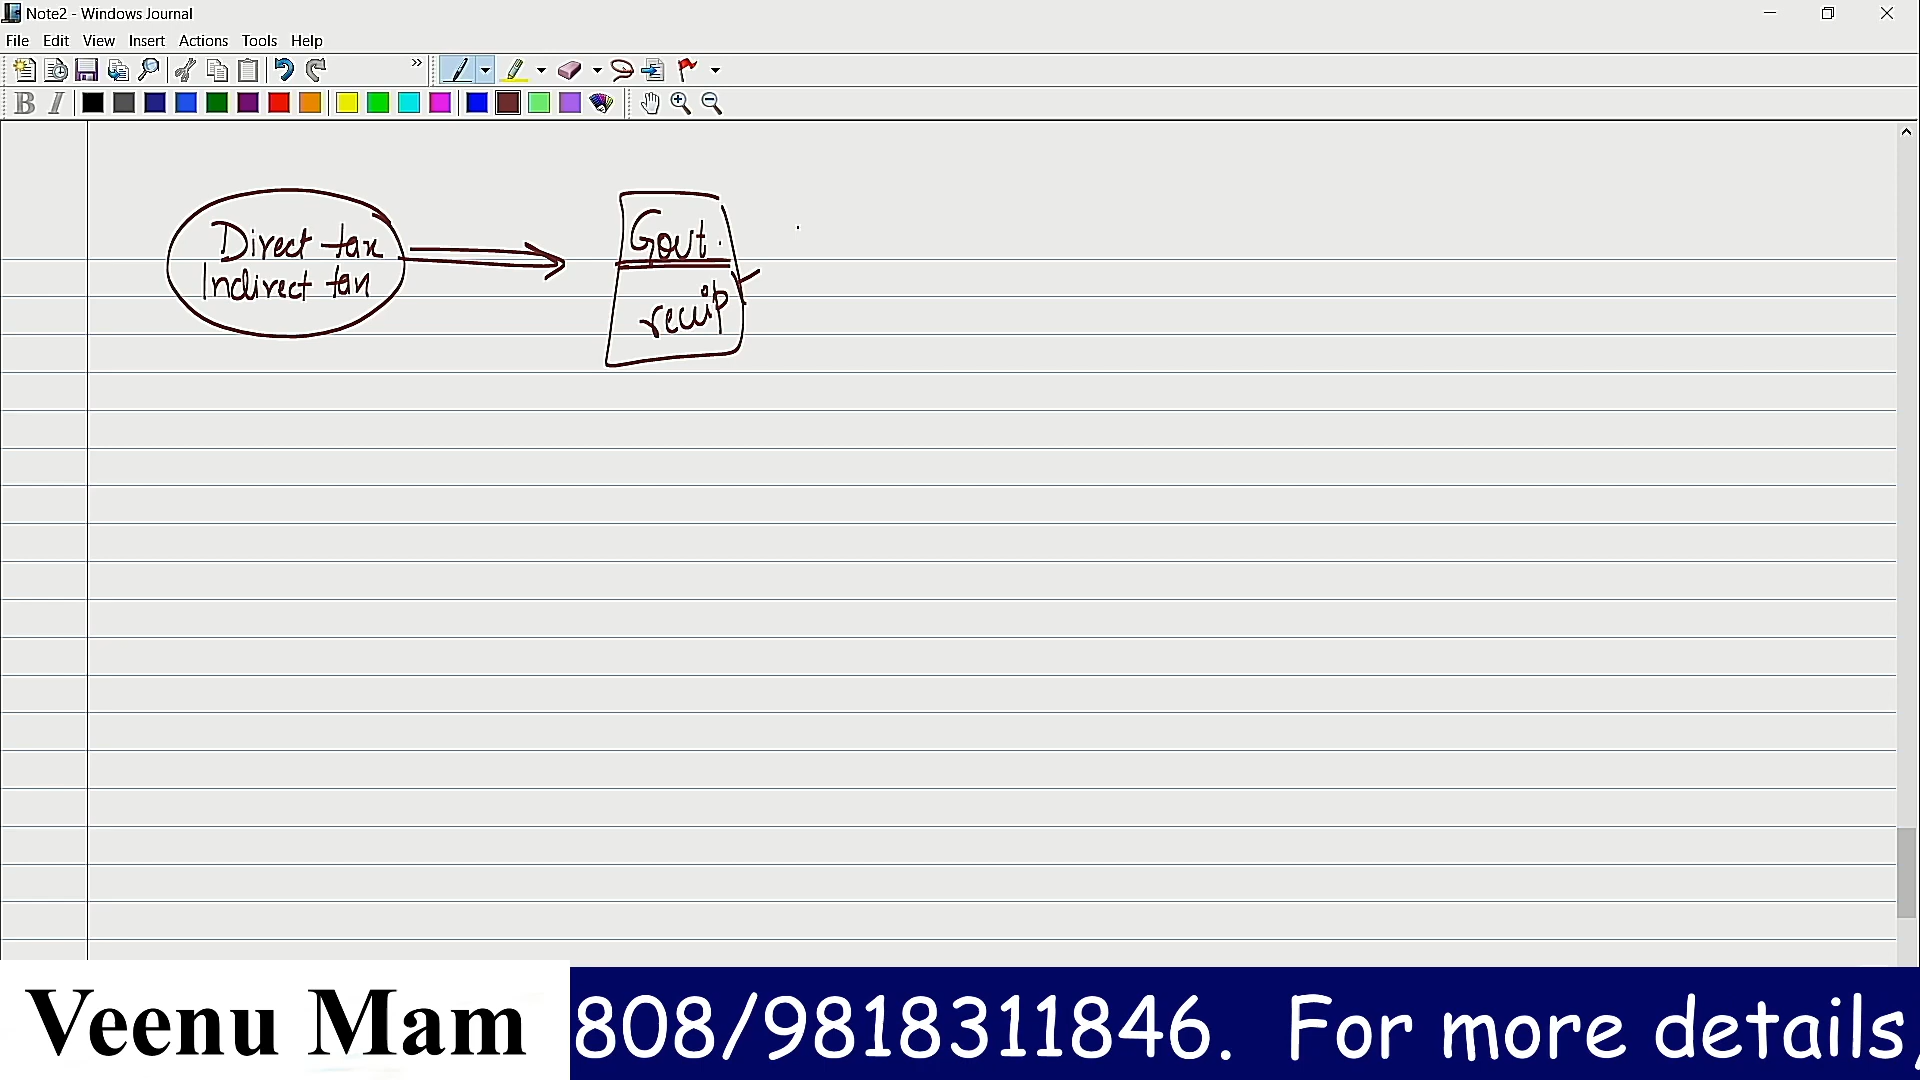 Note2 - Windows Journal
File Edit View Insert Actions Tools Help
B I
Direct tax
Indirect tax
Govt.
receip
Veenu Mam
808/9818311846. For more details,